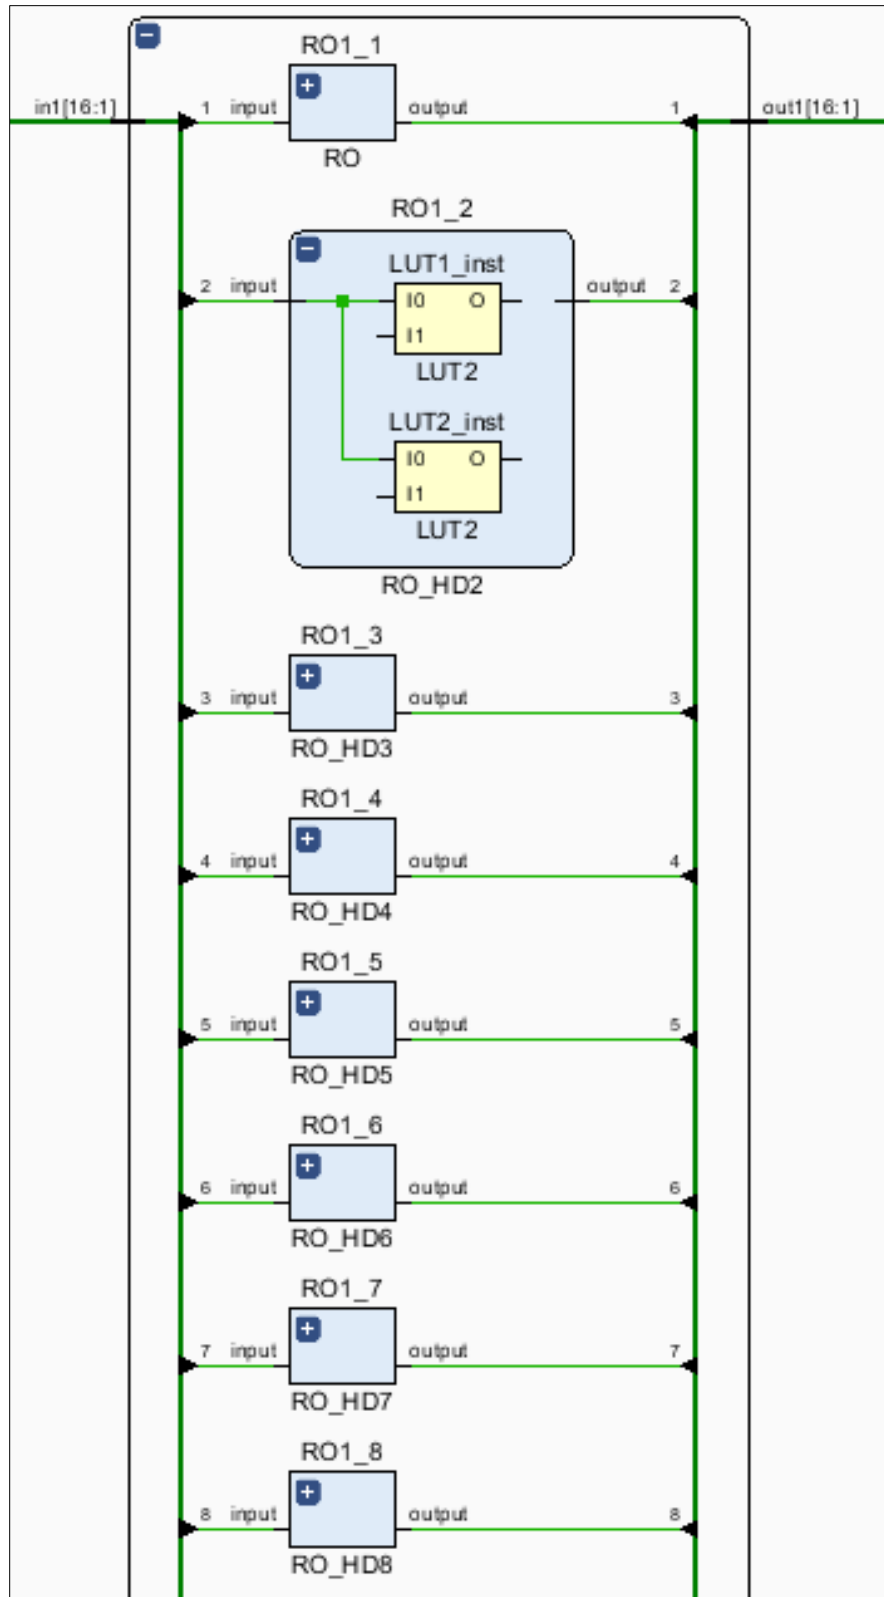 RO1_1
in1[16:1] 1 input output 1 out1[16:1]
RO
RO1_2
LUT1_inst
2 input I0 O output 2
I1
LUT2
LUT2_inst
I0 O
I1
LUT2
RO_HD2
RO1_3
3 input output 3
RO_HD3
RO1_4
4 input output 4
RO_HD4
RO1_5
5 input output 5
RO_HD5
RO1_6
6 input output 6
RO_HD6
RO1_7
7 input output 7
RO_HD7
RO1_8
8 input output 8
RO_HD8